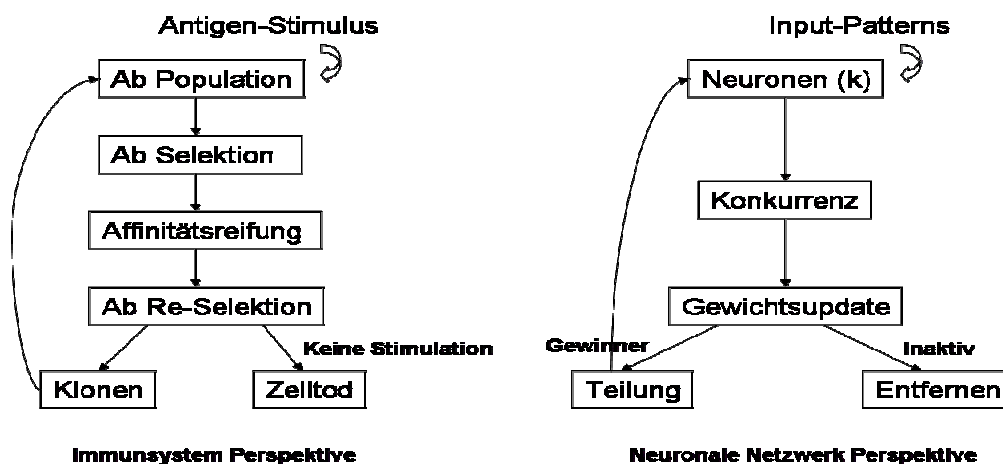 Antigen-Stimulus
Ab Population
Ab Selektion
Affinitätsreifung
Ab Re-Selektion
Keine Stimulation
Klonen
Zelltod
Immunsystem Perspektive
Input-Patterns
Neuronen (k)
Konkurrenz
Gewichtsupdate
Gewinner
Inaktiv
Teilung
Entfernen
Neuronale Netzwerk Perspektive